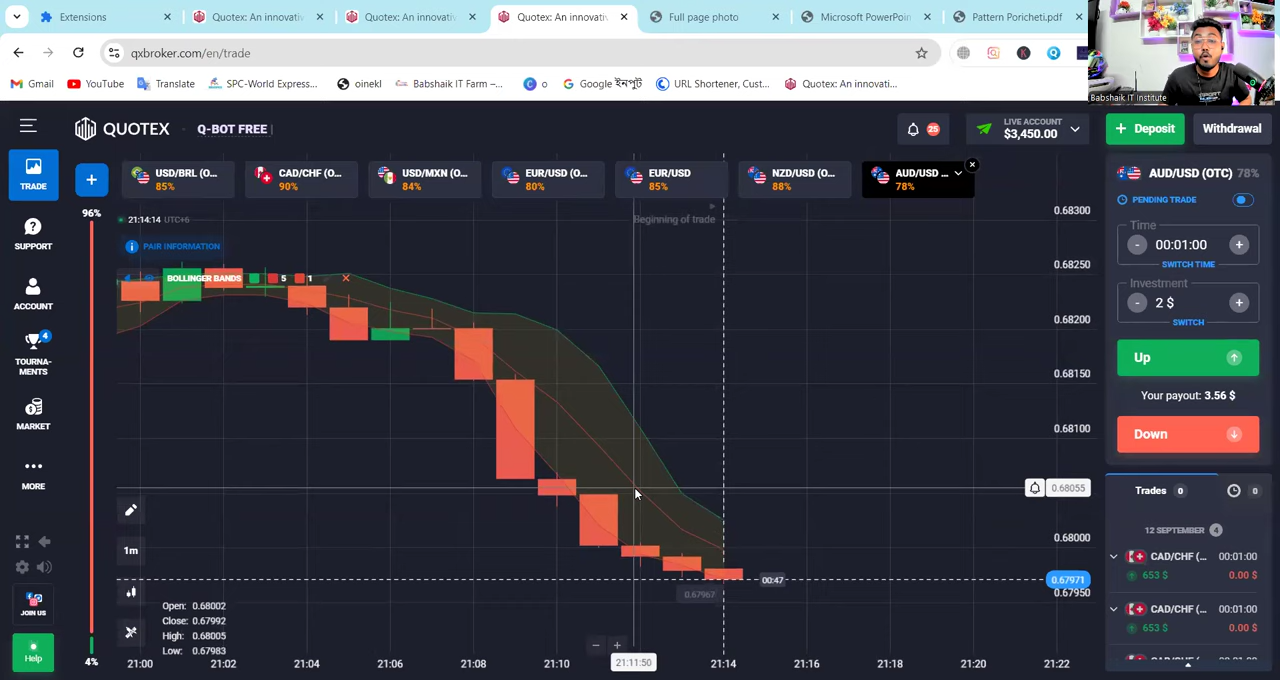 Extensions
Quotex: An innovati
Quotex: An innovati
Quotex: An innovati
Full page photo
Microsoft PowerPoin
Pattern Poricheti.pdf
qxbroker.com/en/trade
Gmail
YouTube
Translate
SPC-World Express...
oinekl
Babshaik IT Farm –...
o
Google ইনপুট
URL Shortener, Cust...
Quotex: An innovati...
Babshaik IT Institute
QUOTEX
Q-BOT FREE
25
LIVE ACCOUNT
$3,450.00
Deposit
Withdrawal
TRADE
SUPPORT
ACCOUNT
4
TOURNA-
MENTS
MARKET
MORE
JOIN US
Help
+
USD/BRL (O...
85%
CAD/CHF (O...
90%
USD/MXN (O...
84%
EUR/USD (O...
80%
EUR/USD
85%
NZD/USD (O...
88%
AUD/USD ...
78%
96%
21:14:14 UTC+6
Beginning of trade
PAIR INFORMATION
BOLLINGER BANDS 5 1
0.68300
0.68250
0.68200
0.68150
0.68100
0.68055
0.68000
0.67971
0.67950
00:47
0.67967
1m
Open: 0.68002
Close: 0.67992
High: 0.68005
Low: 0.67983
4%
21:00
21:02
21:04
21:06
21:08
21:10
21:11:50
21:14
21:16
21:18
21:20
21:22
AUD/USD (OTC) 78%
PENDING TRADE
Time
- 00:01:00 +
SWITCH TIME
Investment
- 2 $ +
SWITCH
Up
Your payout: 3.56 $
Down
Trades 0
0
12 SEPTEMBER 4
CAD/CHF (... 00:01:00
653 $ 0.00 $
CAD/CHF (... 00:01:00
653 $ 0.00 $